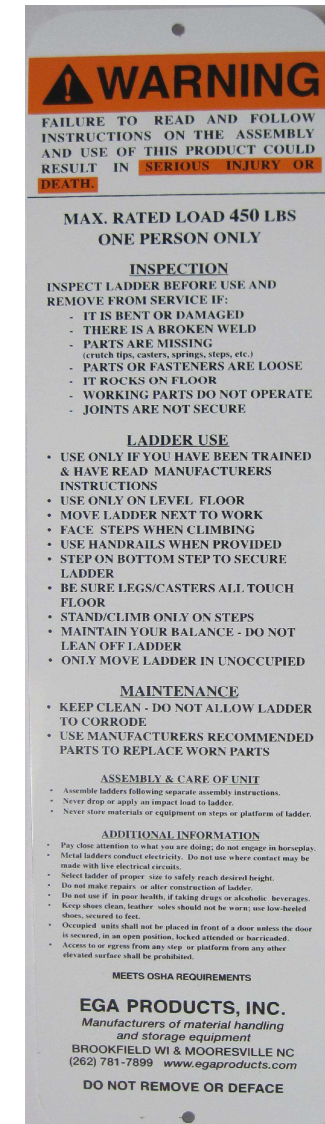 WARNING
FAILURE TO READ AND FOLLOW
INSTRUCTIONS ON THE ASSEMBLY
AND USE OF THIS PRODUCT COULD
RESULT IN SERIOUS INJURY OR
DEATH.
MAX. RATED LOAD 450 LBS
ONE PERSON ONLY
INSPECTION
INSPECT LADDER BEFORE USE AND
REMOVE FROM SERVICE IF:
- IT IS BENT OR DAMAGED
- THERE IS A BROKEN WELD
- PARTS ARE MISSING
(crutch tips, casters, springs, steps, etc.)
- PARTS OR FASTENERS ARE LOOSE
- IT ROCKS ON FLOOR
- WORKING PARTS DO NOT OPERATE
- JOINTS ARE NOT SECURE
LADDER USE
• USE ONLY IF YOU HAVE BEEN TRAINED
& HAVE READ MANUFACTURERS
INSTRUCTIONS
• USE ONLY ON LEVEL FLOOR
• MOVE LADDER NEXT TO WORK
• FACE STEPS WHEN CLIMBING
• USE HANDRAILS WHEN PROVIDED
• STEP ON BOTTOM STEP TO SECURE
LADDER
• BE SURE LEGS/CASTERS ALL TOUCH
FLOOR
• STAND/CLIMB ONLY ON STEPS
• MAINTAIN YOUR BALANCE - DO NOT
LEAN OFF LADDER
• ONLY MOVE LADDER IN UNOCCUPIED
MAINTENANCE
• KEEP CLEAN - DO NOT ALLOW LADDER
TO CORRODE
• USE MANUFACTURERS RECOMMENDED
PARTS TO REPLACE WORN PARTS
ASSEMBLY & CARE OF UNIT
• Assemble ladders following separate assembly instructions.
• Never drop or apply an impact load to ladder.
• Never store materials or equipment on steps or platform of ladder.
ADDITIONAL INFORMATION
• Pay close attention to what you are doing; do not engage in horseplay.
• Metal ladders conduct electricity. Do not use where contact may be
made with live electrical circuits.
• Select ladder of proper size to safely reach desired height.
• Do not make repairs or alter construction of ladder.
• Do not use if in poor health, if taking drugs or alcoholic beverages.
• Keep shoes clean, leather soles should not be worn; use low-heeled
shoes, secured to feet.
• Occupied units shall not be placed in front of a door unless the door
is secured, in an open position, locked attended or barricaded.
• Access to or egress from any step or platform from any other
elevated surface shall be prohibited.
MEETS OSHA REQUIREMENTS
EGA PRODUCTS, INC.
Manufacturers of material handling
and storage equipment
BROOKFIELD WI & MOORESVILLE NC
(262) 781-7899 www.egaproducts.com
DO NOT REMOVE OR DEFACE